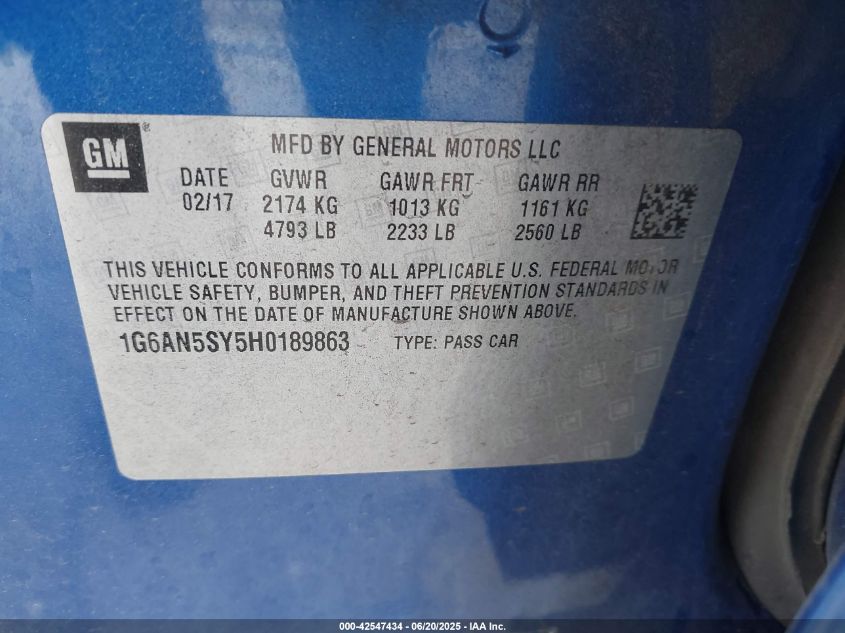 GM
MFD BY GENERAL MOTORS LLC
DATE GVWR GAWR FRT GAWR RR
02/17 2174 KG 1013 KG 1161 KG
4793 LB 2233 LB 2560 LB
THIS VEHICLE CONFORMS TO ALL APPLICABLE U.S. FEDERAL MOTOR
VEHICLE SAFETY, BUMPER, AND THEFT PREVENTION STANDARDS IN
EFFECT ON THE DATE OF MANUFACTURE SHOWN ABOVE.
1G6AN5SY5H0189863 TYPE: PASS CAR
000-42547434 - 06/20/2025 - IAA Inc.